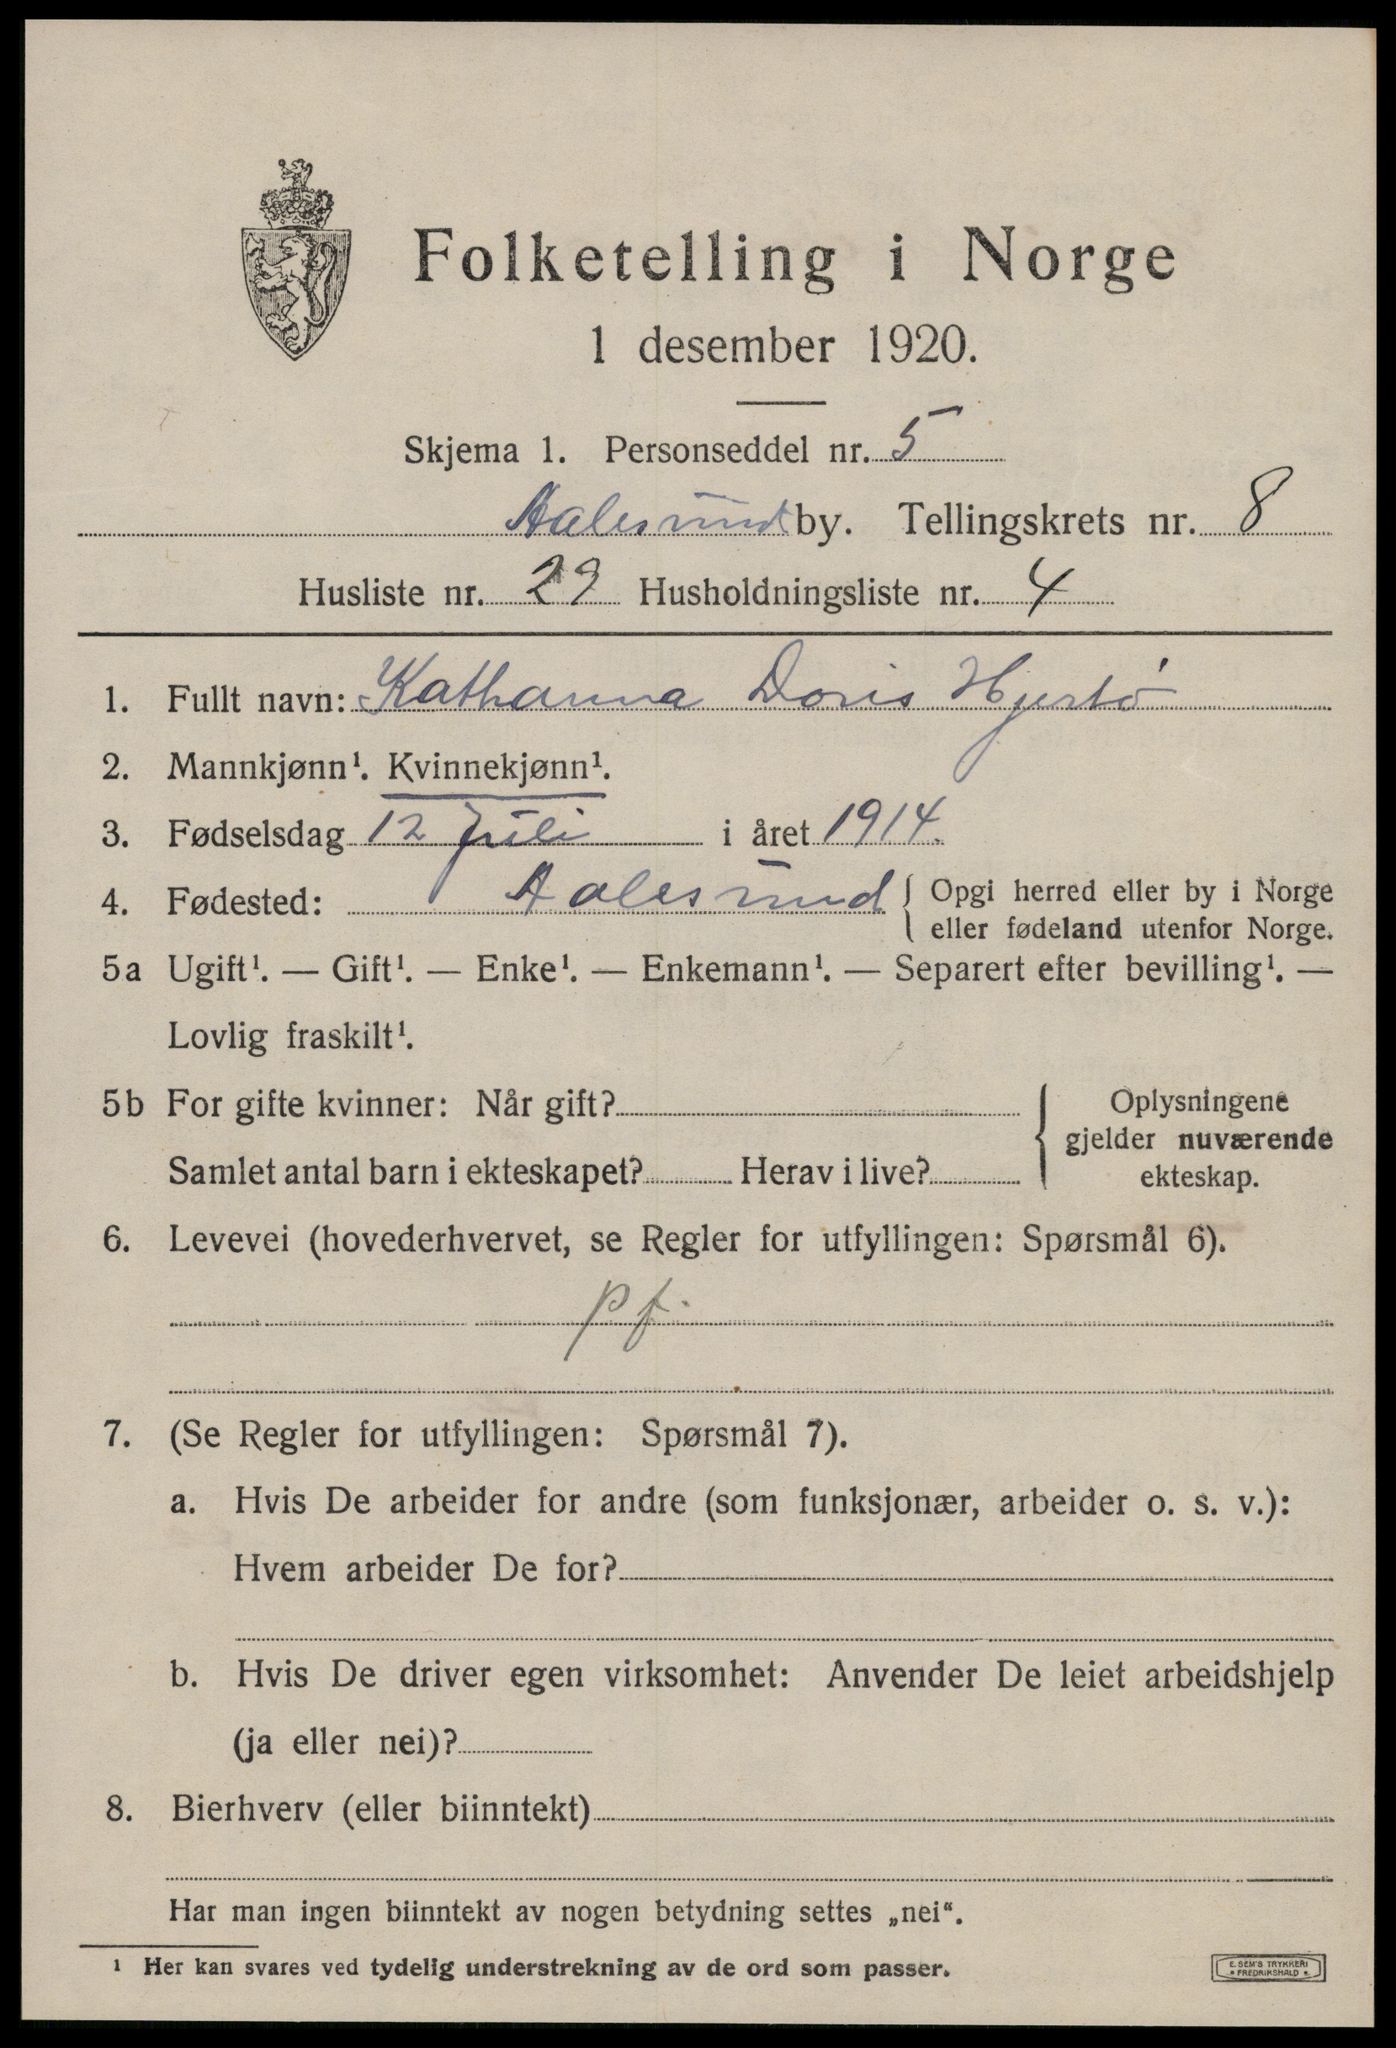 Folketelling i Norge
1 desember 1920.
Skjema 1. Personseddel nr. 5
Aalesund by. Tellingskrets nr. 8
Husliste nr. 29 Husholdningsliste nr. 4
1. Fullt navn: Kathanna Doris Hjertö
2. Mannkjønn¹. Kvinnekjønn¹.
3. Fødselsdag 12 Juli i året 1914.
4. Fødested: Aalesund { Opgi herred eller by i Norge
eller fødeland utenfor Norge.
5a Ugift¹. — Gift¹. — Enke¹. — Enkemann¹. — Separert efter bevilling¹. —
Lovlig fraskilt¹.
5b For gifte kvinner: Når gift? { Oplysningene
gjelder nuværende
Samlet antal barn i ekteskapet? Herav i live? ekteskap.
6. Levevei (hovederhvervet, se Regler for utfyllingen: Spørsmål 6).
pf.
7. (Se Regler for utfyllingen: Spørsmål 7).
a. Hvis De arbeider for andre (som funksjonær, arbeider o. s. v.):
Hvem arbeider De for?
b. Hvis De driver egen virksomhet: Anvender De leiet arbeidshjelp
(ja eller nei)?
8. Bierhverv (eller biinntekt)
Har man ingen biinntekt av nogen betydning settes „nei“.
¹ Her kan svares ved tydelig understrekning av de ord som passer.
E. SEM'S TRYKKERI
• FREDRIKSHALD •